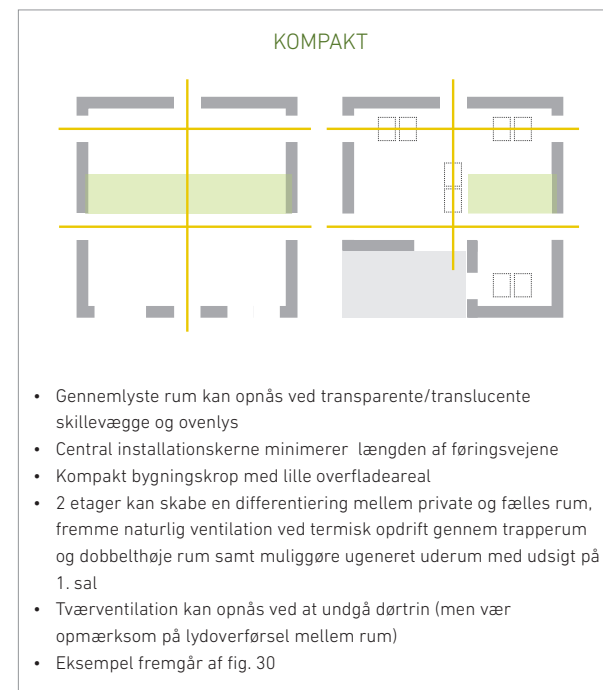 KOMPAKT
• Gennemlyste rum kan opnås ved transparente/translucente
skillevægge og ovenlys
• Central installationskerne minimerer længden af føringsvejene
• Kompakt bygningskrop med lille overfladeareal
• 2 etager kan skabe en differentiering mellem private og fælles rum,
fremme naturlig ventilation ved termisk opdrift gennem trapperum
og dobbelthøje rum samt muliggøre ugeneret uderum med udsigt på
1. sal
• Tværventilation kan opnås ved at undgå dørtrin (men vær
opmærksom på lydoverførsel mellem rum)
• Eksempel fremgår af fig. 30